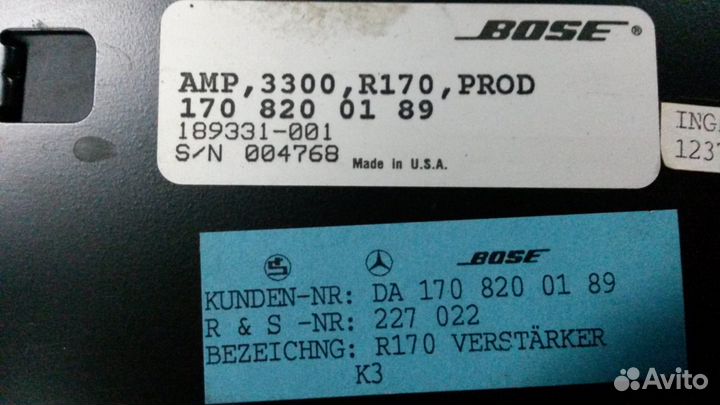 BOSE®
AMP,3300,R170,PROD
170 820 01 89
189331-001
S/N 004768
Made in U.S.A.
ING
1237
BOSE
KUNDEN-NR: DA 170 820 01 89
R & S -NR: 227 022
BEZEICHNG: R170 VERSTÄRKER
K3
Avito